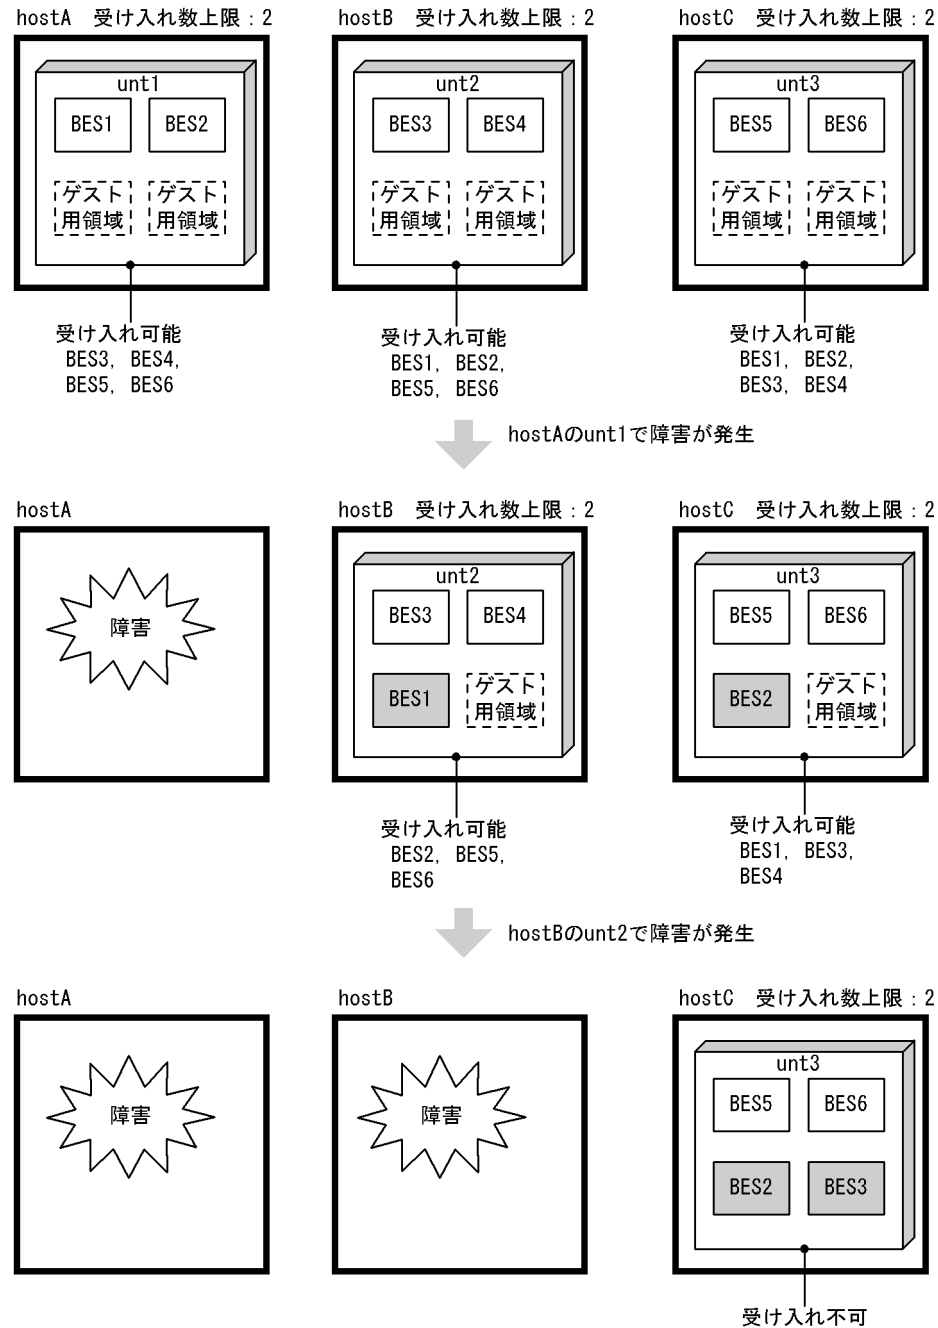 hostA　受け入れ数上限：2
hostB　受け入れ数上限：2
hostC　受け入れ数上限：2
unt1
BES1
BES2
ゲスト
用領域
ゲスト
用領域
unt2
BES3
BES4
ゲスト
用領域
ゲスト
用領域
unt3
BES5
BES6
ゲスト
用領域
ゲスト
用領域
受け入れ可能
BES3, BES4,
BES5, BES6
受け入れ可能
BES1, BES2,
BES5, BES6
受け入れ可能
BES1, BES2,
BES3, BES4
hostAのunt1で障害が発生
hostA
hostB　受け入れ数上限：2
hostC　受け入れ数上限：2
障害
unt2
BES3
BES4
BES1
ゲスト
用領域
unt3
BES5
BES6
BES2
ゲスト
用領域
受け入れ可能
BES2, BES5,
BES6
受け入れ可能
BES1, BES3,
BES4
hostBのunt2で障害が発生
hostA
hostB
hostC　受け入れ数上限：2
障害
障害
unt3
BES5
BES6
BES2
BES3
受け入れ不可